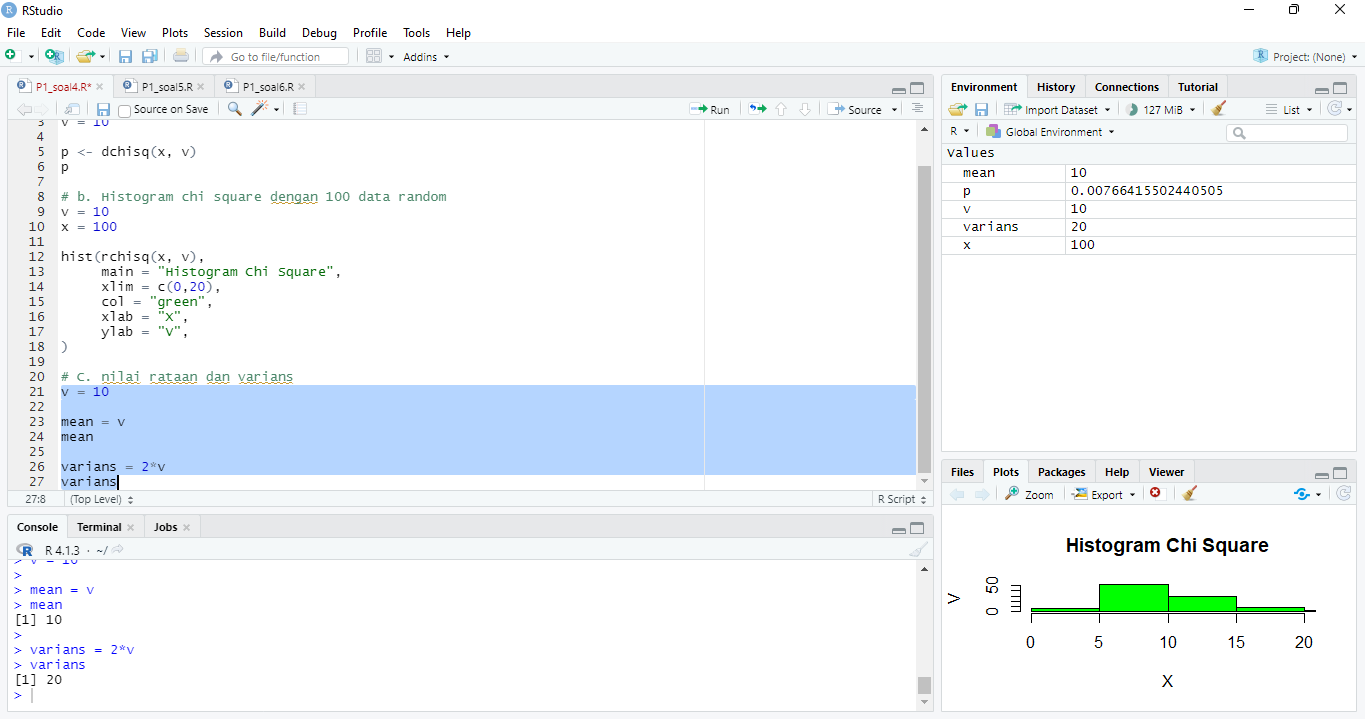 RStudio
File Edit Code View Plots Session Build Debug Profile Tools Help
Go to file/function Addins Project: (None)
P1_soal4.R* P1_soal5.R P1_soal6.R
Source on Save Run Source
3 v = 10
4
5 p <- dchisq(x, v)
6 p
7
8 # b. Histogram chi square dengan 100 data random
9 v = 10
10 x = 100
11
12 hist(rchisq(x, v),
13 main = "Histogram Chi Square",
14 xlim = c(0,20),
15 col = "green",
16 xlab = "X",
17 ylab = "V",
18 )
19
20 # C. nilai rataan dan varians
21 v = 10
22
23 mean = v
24 mean
25
26 varians = 2*v
27 varians
27:8 (Top Level) R Script
Console Terminal Jobs
R 4.1.3 · ~/
> v = 10
>
> mean = v
> mean
[1] 10
>
> varians = 2*v
> varians
[1] 20
>
Environment History Connections Tutorial
Import Dataset 127 MiB List
R Global Environment
Values
mean 10
p 0.00766415502440505
v 10
varians 20
x 100
Files Plots Packages Help Viewer
Zoom Export
Histogram Chi Square
V
0 50
0 5 10 15 20
X